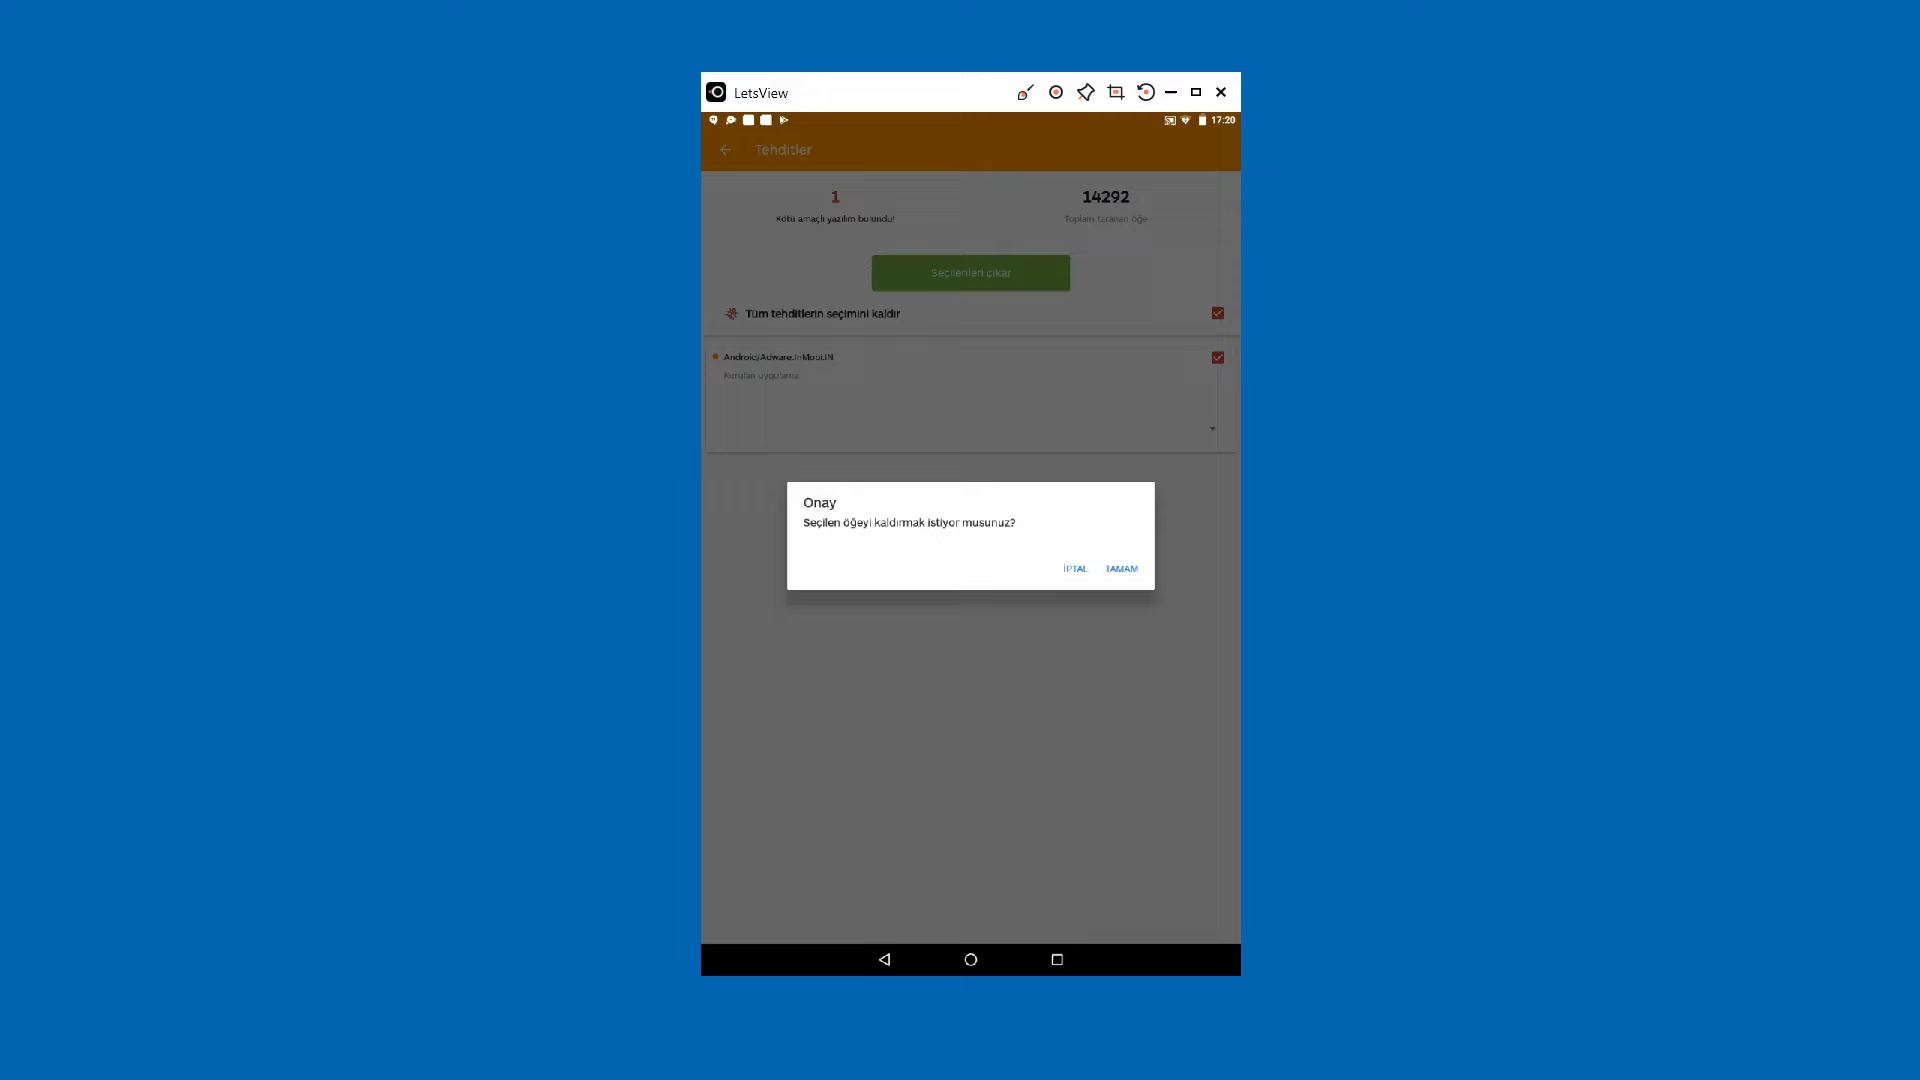 LetsView
17:20
Tehditler
1
14292
Kötü amaçlı yazılım bulundu!
Toplam taranan öğe
Seçilenleri çıkar
Tüm tehditlerin seçimini kaldır
Android/Adware.InMobi.IN
Kurulan uygulama
Onay
Seçilen öğeyi kaldırmak istiyor musunuz?
İPTAL
TAMAM